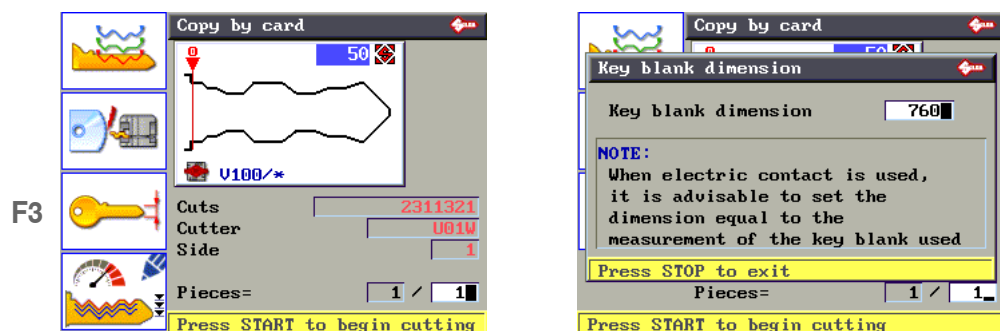 Copy by card
0
50
V100/*
F3
Cuts 2311321
Cutter U01W
Side 1
Pieces= 1 / 1
Press START to begin cutting
Copy by card
Key blank dimension
Key blank dimension 760
NOTE:
When electric contact is used,
it is advisable to set the
dimension equal to the
measurement of the key blank used
Press STOP to exit
Pieces= 1 / 1
Press START to begin cutting